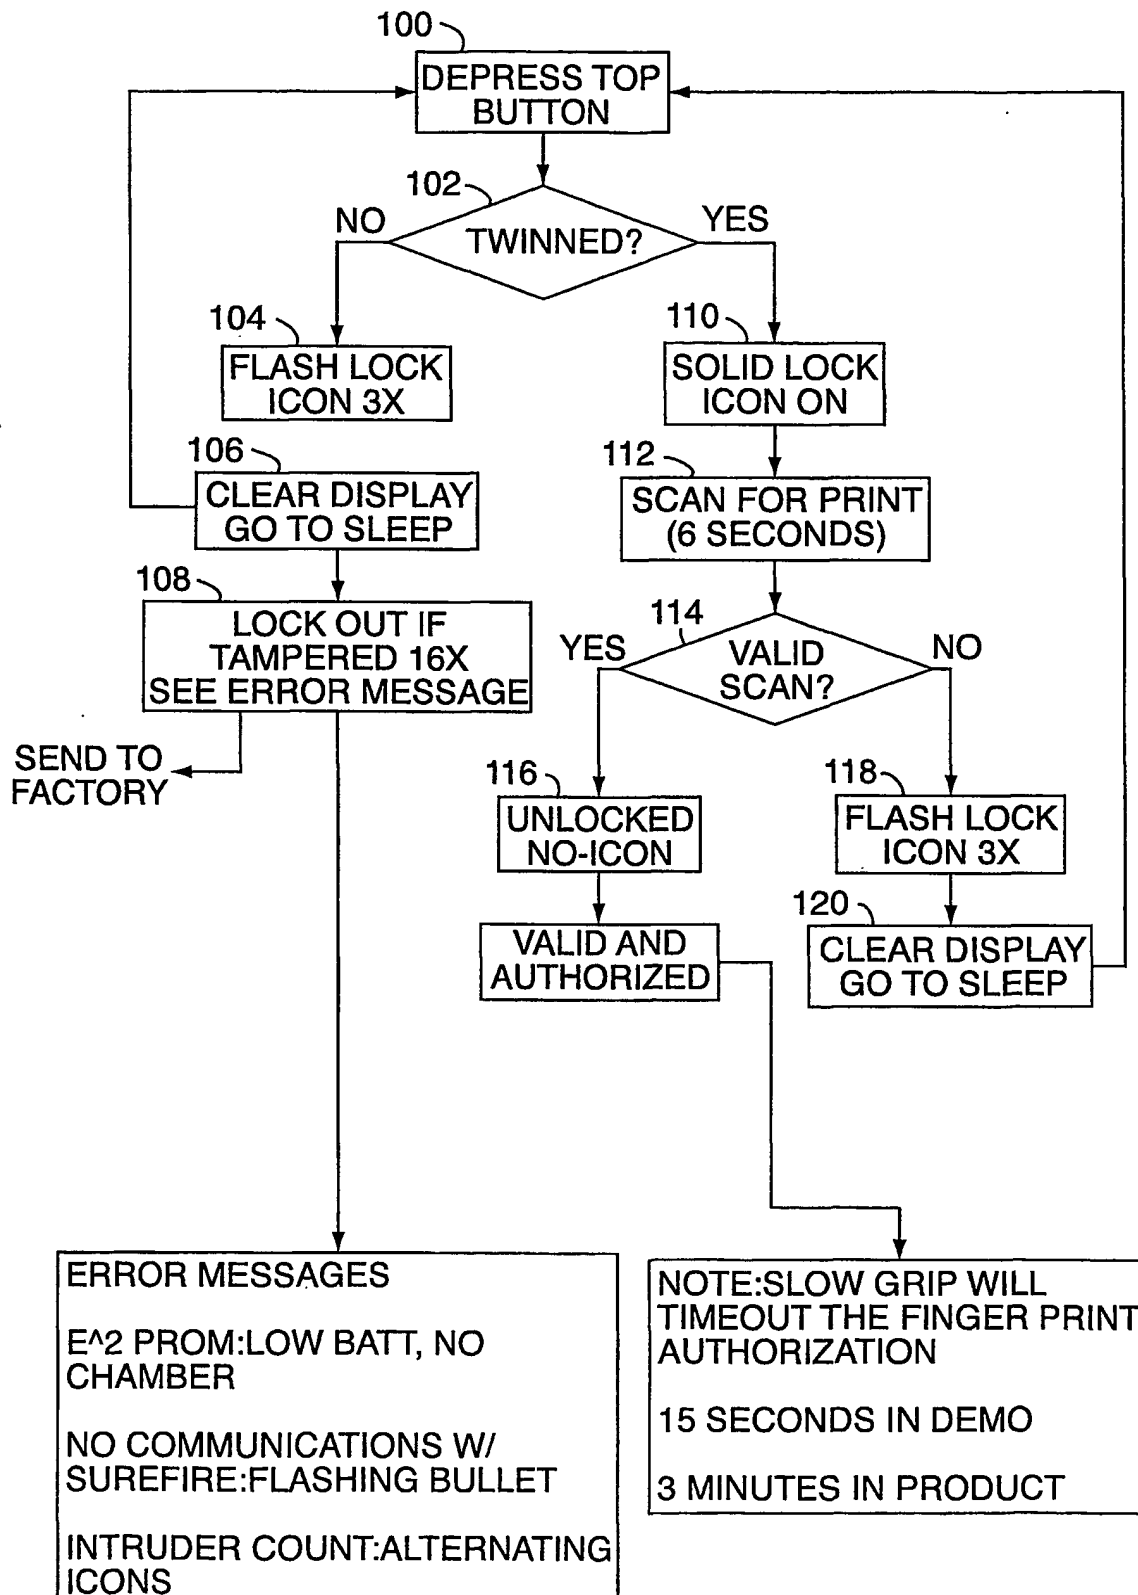 100
DEPRESS TOP
BUTTON
102
NO
YES
TWINNED?
104
FLASH LOCK
ICON 3X
110
SOLID LOCK
ICON ON
106
CLEAR DISPLAY
GO TO SLEEP
112
SCAN FOR PRINT
(6 SECONDS)
108
LOCK OUT IF
TAMPERED 16X
SEE ERROR MESSAGE
114
YES
NO
VALID
SCAN?
SEND TO
FACTORY
116
UNLOCKED
NO-ICON
118
FLASH LOCK
ICON 3X
VALID AND
AUTHORIZED
120
CLEAR DISPLAY
GO TO SLEEP
ERROR MESSAGES
E^2 PROM:LOW BATT, NO
CHAMBER
NO COMMUNICATIONS W/
SUREFIRE:FLASHING BULLET
INTRUDER COUNT:ALTERNATING
ICONS
NOTE:SLOW GRIP WILL
TIMEOUT THE FINGER PRINT
AUTHORIZATION
15 SECONDS IN DEMO
3 MINUTES IN PRODUCT